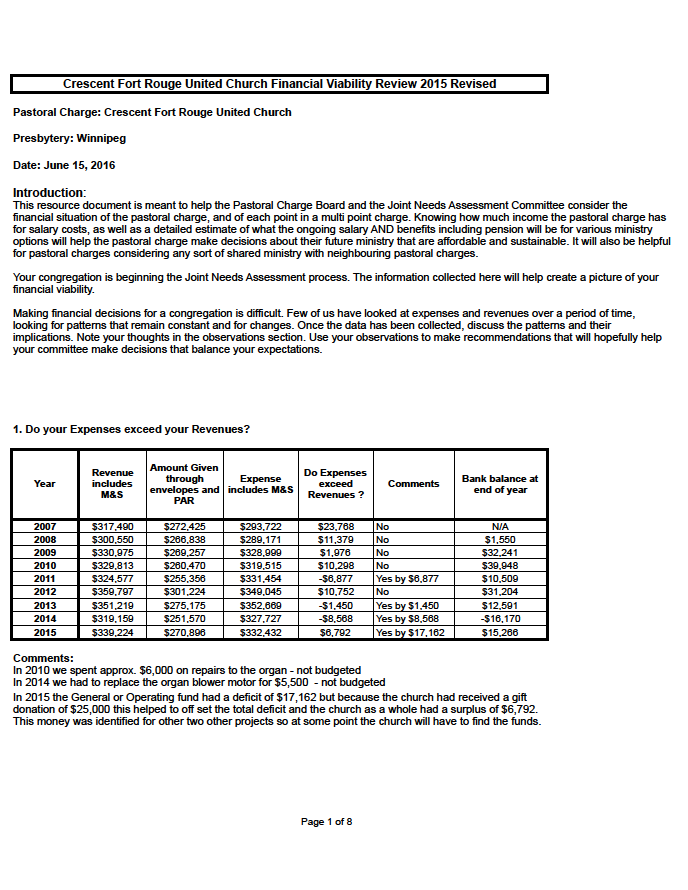 Crescent Fort Rouge United Church Financial Viability Review 2015 Revised
Pastoral Charge: Crescent Fort Rouge United Church
Presbytery: Winnipeg
Date: June 15, 2016
Introduction:
This resource document is meant to help the Pastoral Charge Board and the Joint Needs Assessment Committee consider the
financial situation of the pastoral charge, and of each point in a multi point charge. Knowing how much income the pastoral charge has
for salary costs, as well as a detailed estimate of what the ongoing salary AND benefits including pension will be for various ministry
options will help the pastoral charge make decisions about their future ministry that are affordable and sustainable. It will also be helpful
for pastoral charges considering any sort of shared ministry with neighbouring pastoral charges.
Your congregation is beginning the Joint Needs Assessment process. The information collected here will help create a picture of your
financial viability.
Making financial decisions for a congregation is difficult. Few of us have looked at expenses and revenues over a period of time,
looking for patterns that remain constant and for changes. Once the data has been collected, discuss the patterns and their
implications. Note your thoughts in the observations section. Use your observations to make recommendations that will hopefully help
your committee make decisions that balance your expectations.
1. Do your Expenses exceed your Revenues?
Year Revenue includes M&S Amount Given through envelopes and PAR Expense includes M&S Do Expenses exceed Revenues ? Comments Bank balance at end of year
2007 $317,490 $272,425 $293,722 $23,768 No N/A
2008 $300,550 $266,838 $289,171 $11,379 No $1,550
2009 $330,975 $269,257 $328,999 $1,976 No $32,241
2010 $329,813 $260,470 $319,515 $10,298 No $39,948
2011 $324,577 $255,356 $331,454 -$6,877 Yes by $6,877 $10,509
2012 $359,797 $301,224 $349,045 $10,752 No $31,204
2013 $351,219 $275,175 $352,669 -$1,450 Yes by $1,450 $12,591
2014 $319,159 $251,570 $327,727 -$8,568 Yes by $8,568 -$16,170
2015 $339,224 $270,896 $332,432 $6,792 Yes by $17,162 $15,266
Comments:
In 2010 we spent approx. $6,000 on repairs to the organ - not budgeted
In 2014 we had to replace the organ blower motor for $5,500 - not budgeted
In 2015 the General or Operating fund had a deficit of $17,162 but because the church had received a gift
donation of $25,000 this helped to off set the total deficit and the church as a whole had a surplus of $6,792.
This money was identified for other two other projects so at some point the church will have to find the funds.
Page 1 of 8